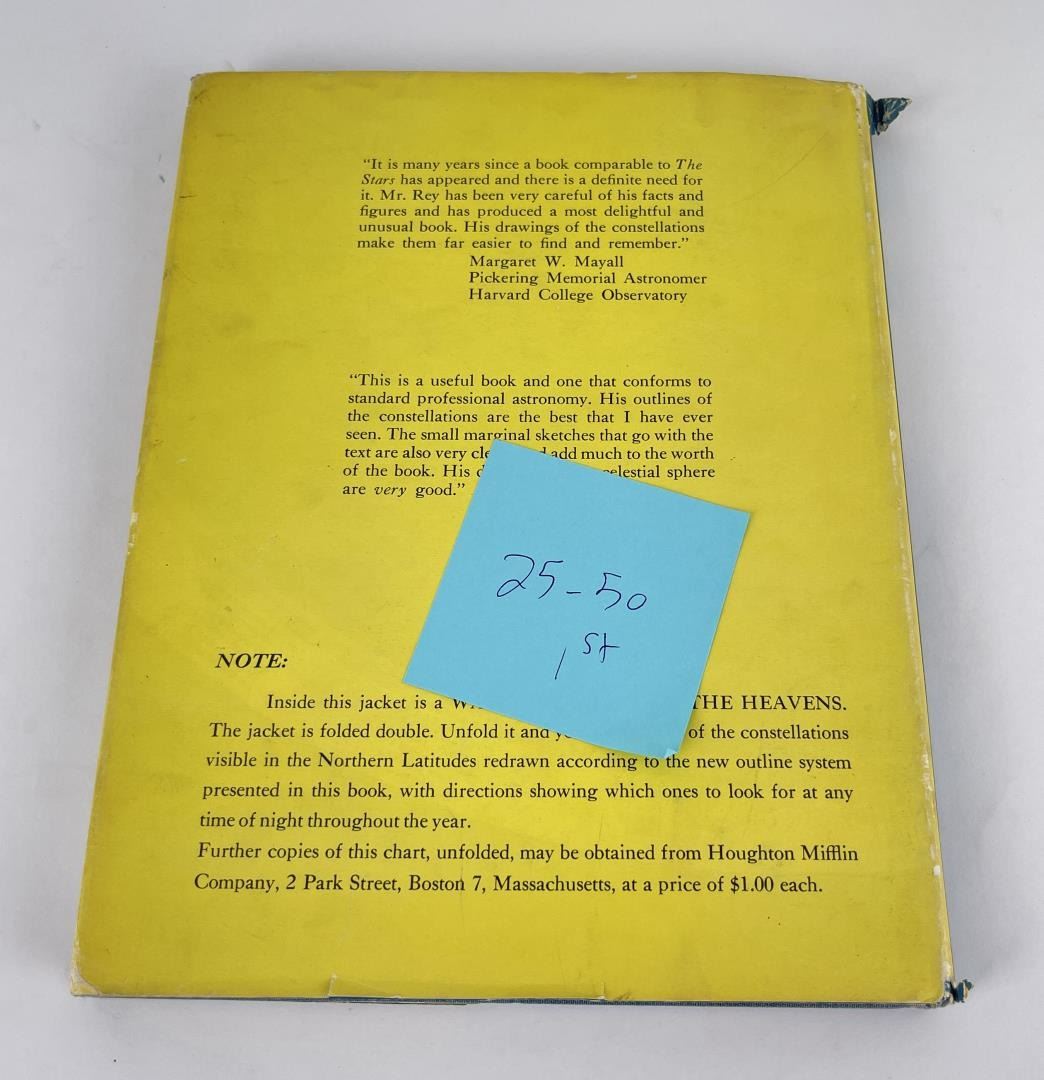 “It is many years since a book comparable to The
Stars has appeared and there is a definite need for
it. Mr. Rey has been very careful of his facts and
figures and has produced a most delightful and
unusual book. His drawings of the constellations
make them far easier to find and remember.”
Margaret W. Mayall
Pickering Memorial Astronomer
Harvard College Observatory
“This is a useful book and one that conforms to
standard professional astronomy. His outlines of
the constellations are the best that I have ever
seen. The small marginal sketches that go with the
text are also very add much to the worth
of the book. His celestial sphere
are very good.”
25-50
1st
NOTE:
Inside this jacket is a THE HEAVENS.
The jacket is folded double. Unfold it and of the constellations
visible in the Northern Latitudes redrawn according to the new outline system
presented in this book, with directions showing which ones to look for at any
time of night throughout the year.
Further copies of this chart, unfolded, may be obtained from Houghton Mifflin
Company, 2 Park Street, Boston 7, Massachusetts, at a price of $1.00 each.